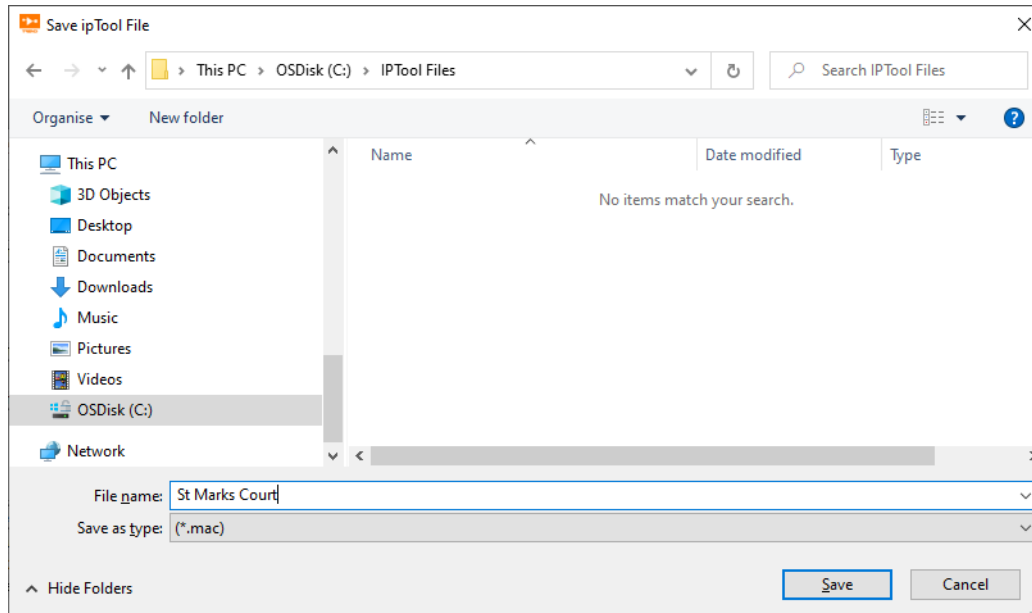 Save ipTool File
This PC > OSDisk (C:) > IPTool Files
Search IPTool Files
Organise
New folder
Name
Date modified
Type
No items match your search.
This PC
3D Objects
Desktop
Documents
Downloads
Music
Pictures
Videos
OSDisk (C:)
Network
File name: St Marks Court
Save as type: (*.mac)
Hide Folders
Save
Cancel